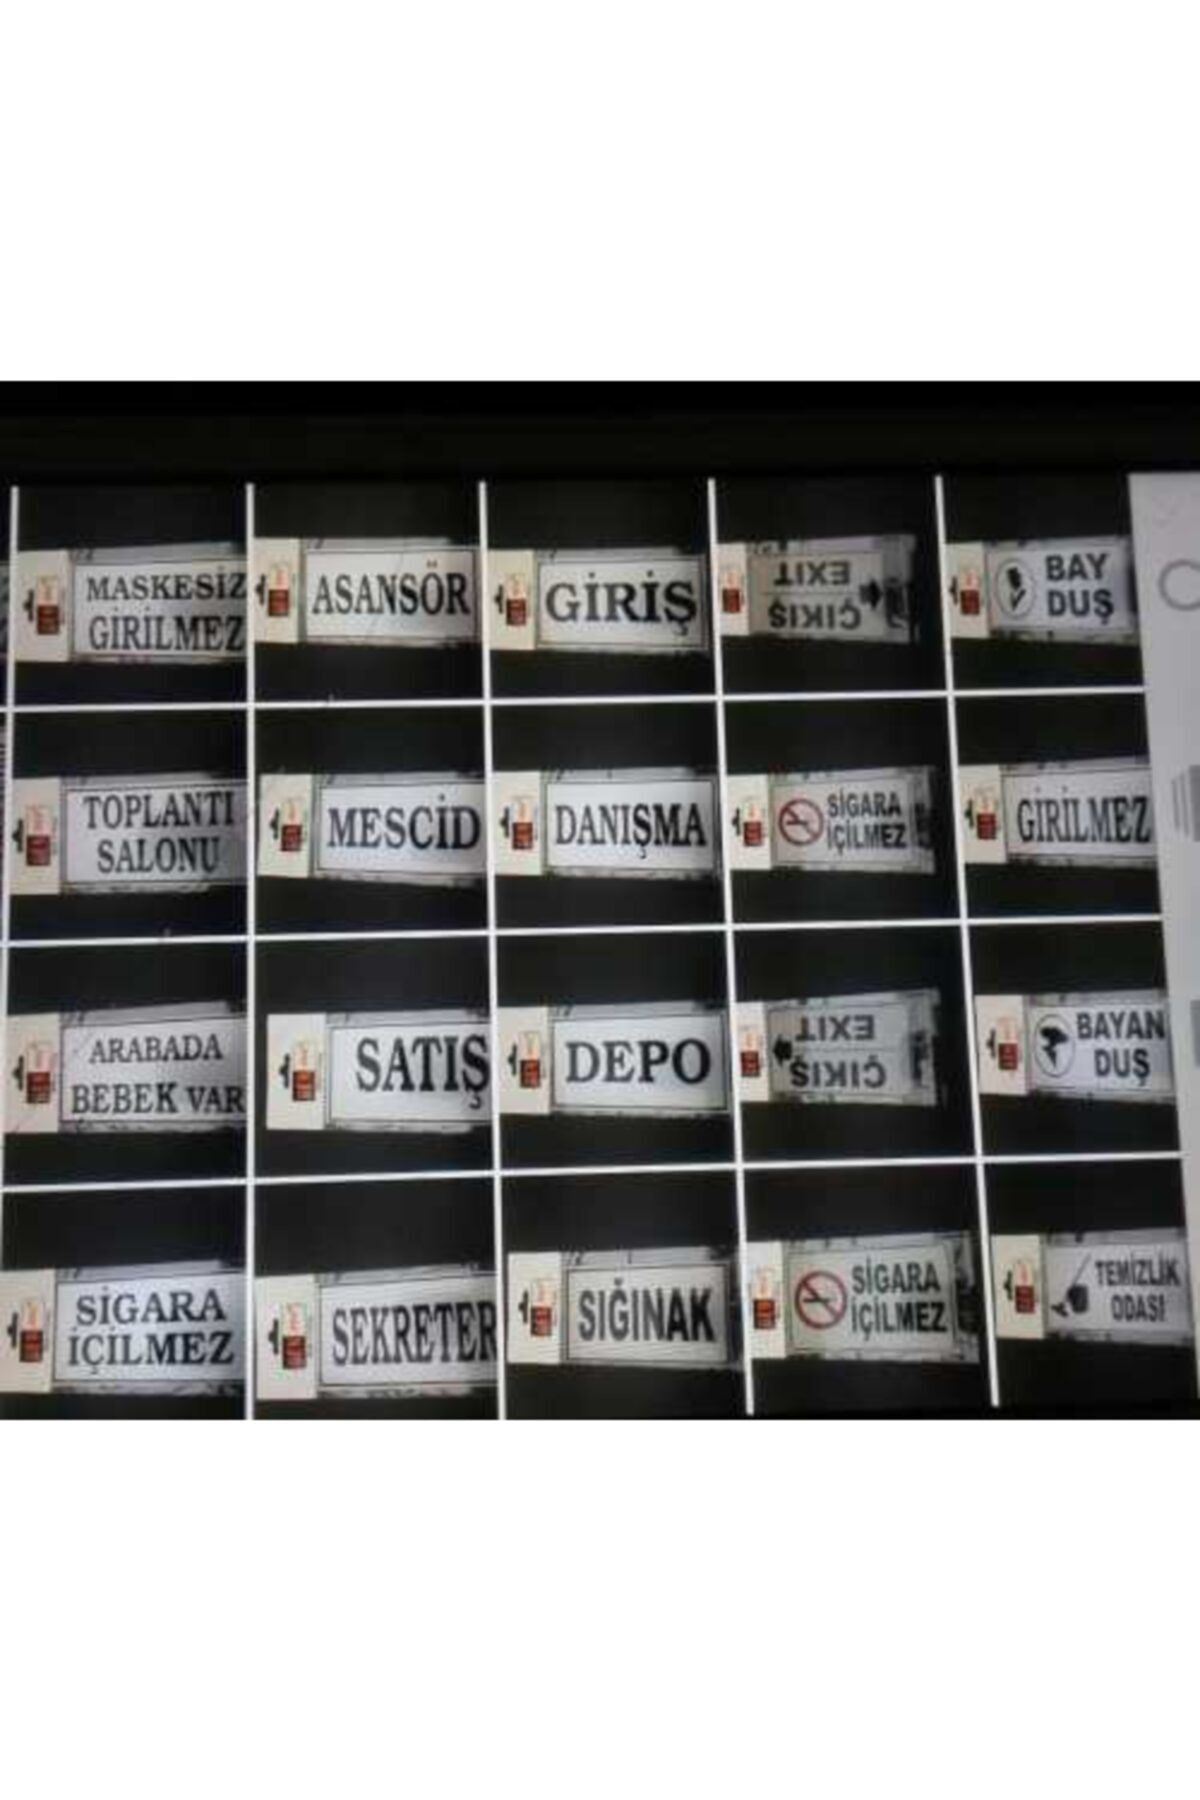 MASKESİZ
GİRİLMEZ
ASANSÖR
GİRİŞ
EXIT
ÇIKIŞ
BAY
DUŞ
TOPLANTI
SALONU
MESCİD
DANIŞMA
SİGARA
İÇİLMEZ
GİRİLMEZ
ARABADA
BEBEK VAR
SATIŞ
DEPO
EXIT
ÇIKIŞ
BAYAN
DUŞ
SİGARA
İÇİLMEZ
SEKRETER
SIĞINAK
SİGARA
İÇİLMEZ
TEMİZLİK
ODASI